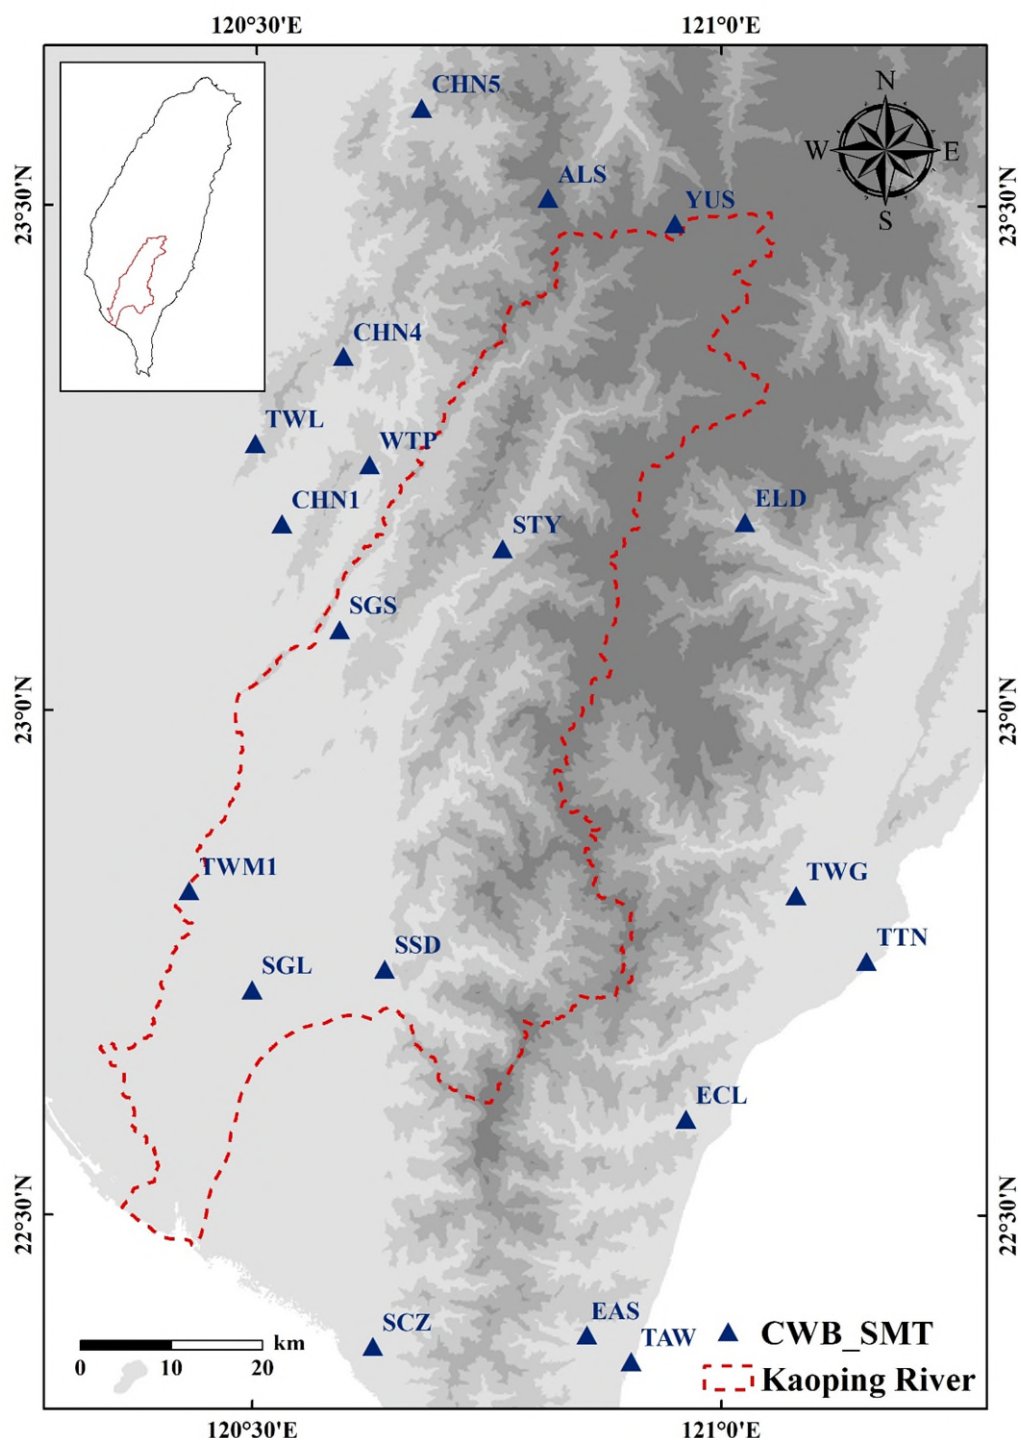 120°30'E
121°0'E
CHN5
N
W
E
S
ALS
YUS
23°30'N
23°30'N
CHN4
TWL
WTP
CHN1
STY
ELD
SGS
23°0'N
23°0'N
TWM1
TWG
TTN
SGL
SSD
ECL
22°30'N
22°30'N
SCZ
EAS
TAW
CWB_SMT
km
0
10
20
Kaoping River
120°30'E
121°0'E